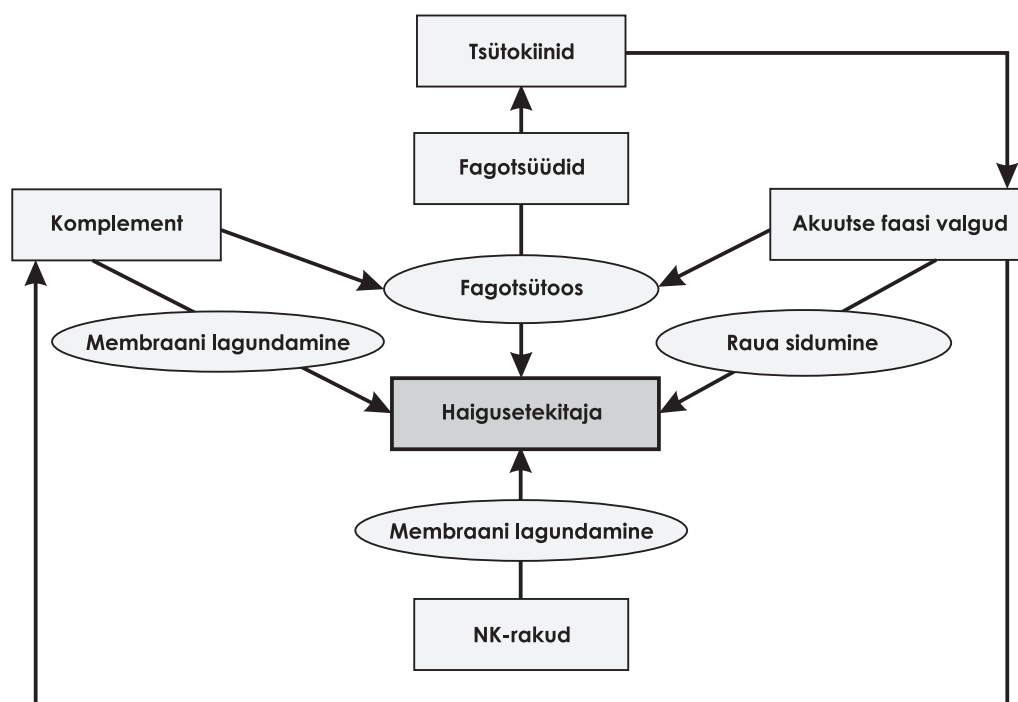 Tsütokiinid
Fagotsüüdid
Komplement
Akuutse faasi valgud
Fagotsütoos
Membraani lagundamine
Raua sidumine
Haigusetekitaja
Membraani lagundamine
NK-rakud